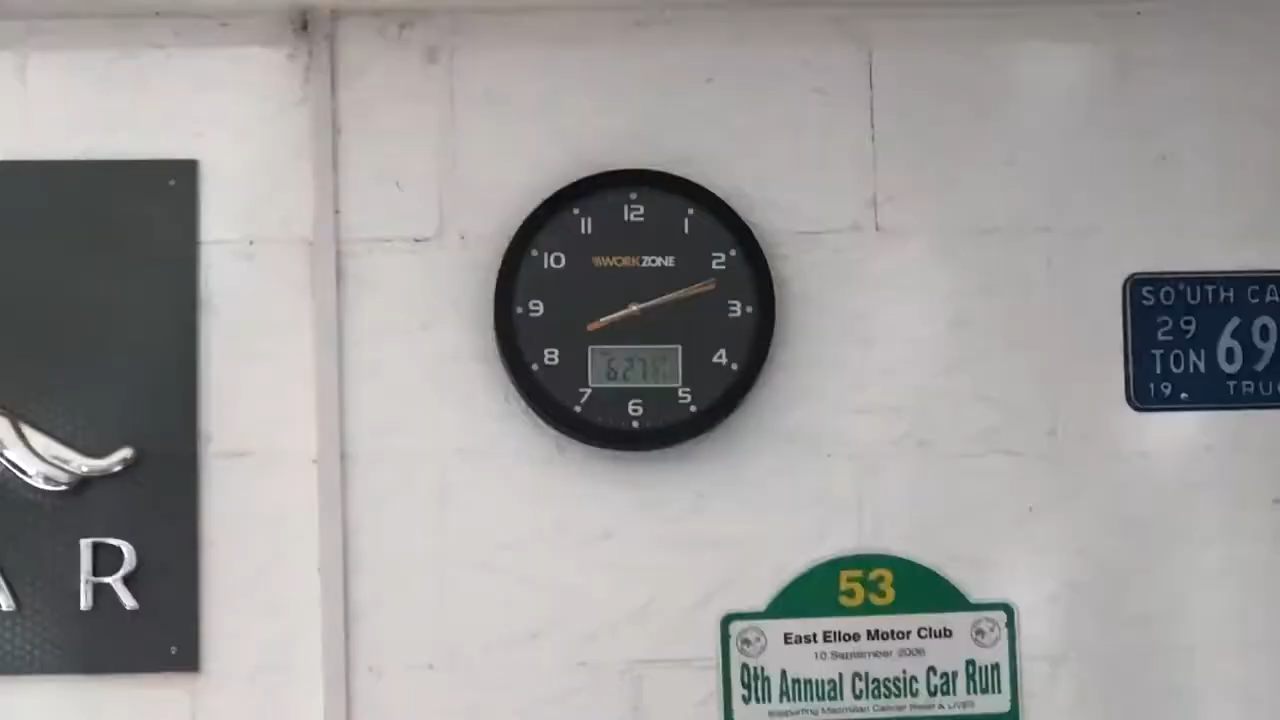 12
11
1
10
WORKZONE
2
9
3
8
4
7
5
6
SOUTH CA
29
69
TON
19
TRU
AR
53
East Elloe Motor Club
10 September 2006
9th Annual Classic Car Run